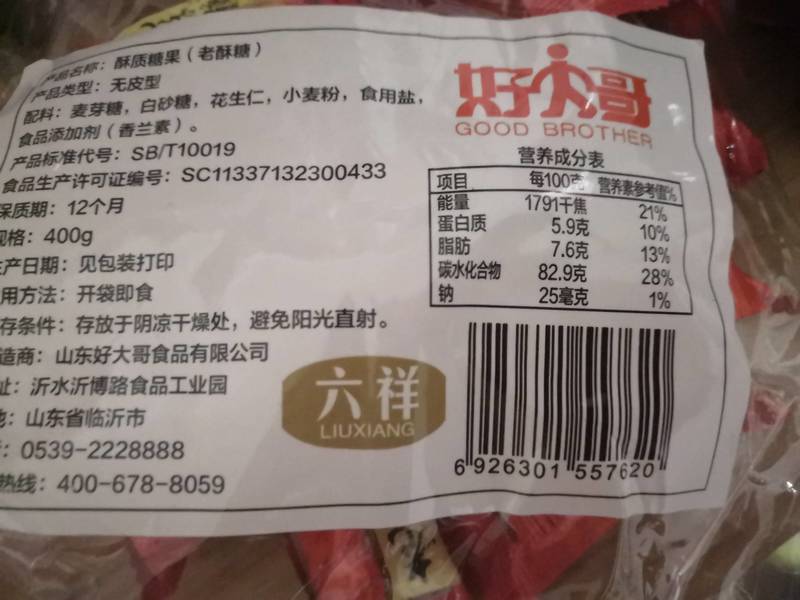 产品名称：酥质糖果（老酥糖）
产品类型：无皮型
配料：麦芽糖，白砂糖，花生仁，小麦粉，食用盐，
食品添加剂（香兰素）。
产品标准代号：SB/T10019
食品生产许可证编号：SC11337132300433
保质期：12个月
规格：400g
生产日期：见包装打印
用方法：开袋即食
存条件：存放于阴凉干燥处，避免阳光直射。
造商：山东好大哥食品有限公司
址：沂水沂博路食品工业园
地：山东省临沂市
：0539-2228888
热线：400-678-8059
好大哥
GOOD BROTHER
营养成分表
项目 每100克 营养素参考值%
能量 1791千焦 21%
蛋白质 5.9克 10%
脂肪 7.6克 13%
碳水化合物 82.9克 28%
钠 25毫克 1%
六祥
LIUXIANG
6 926301 557620